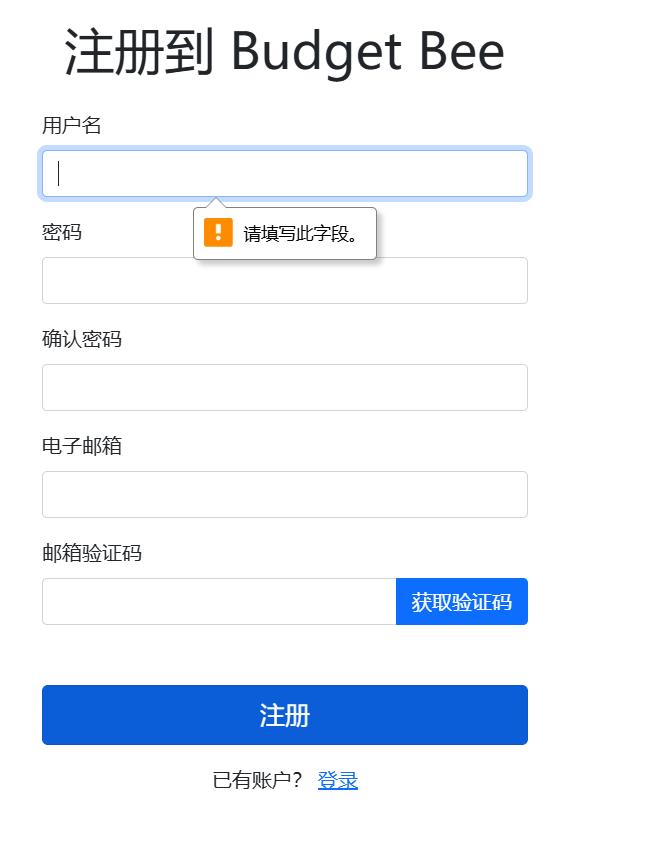 注册到 Budget Bee
用户名
请填写此字段。
密码
确认密码
电子邮箱
邮箱验证码
获取验证码
注册
已有账户？ 登录